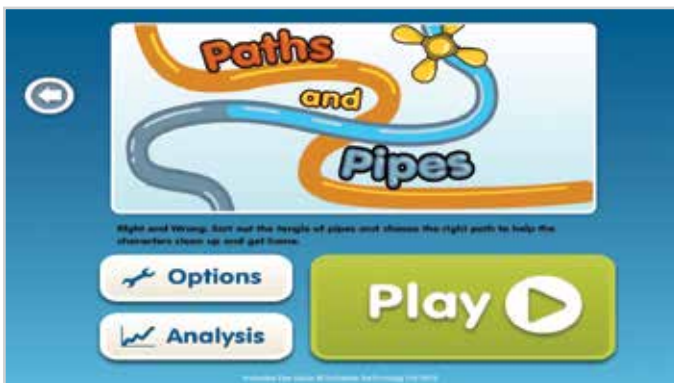 Paths
and
Pipes
Right and Wrong. Sort out the tangle of pipes and choose the right path to help the
characters clean up and get home.
Options
Analysis
Play